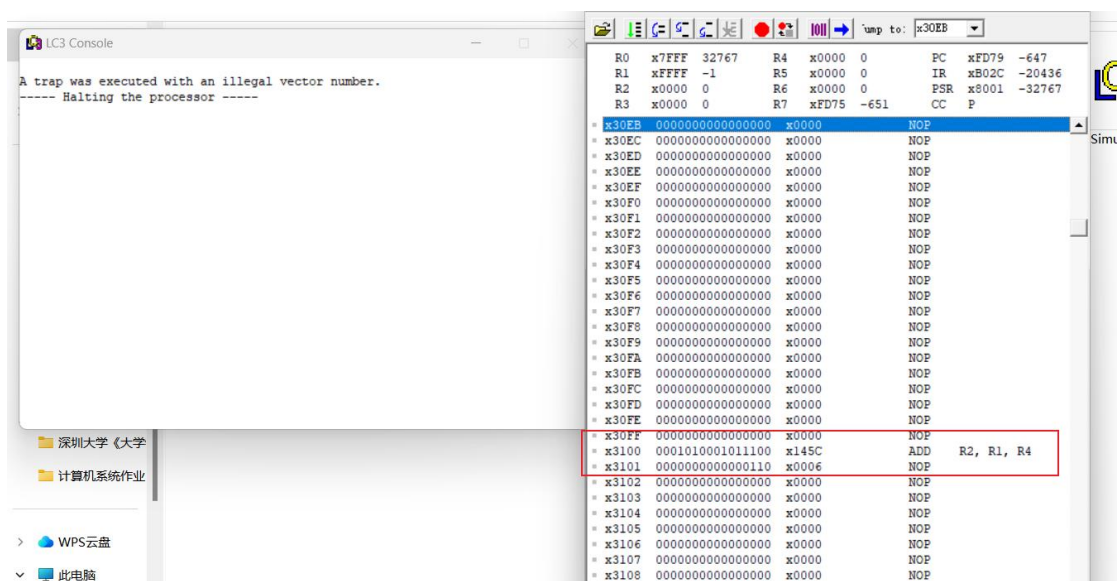 LC3 Console
A trap was executed with an illegal vector number.
----- Halting the processor -----
深圳大学《大学
计算机系统作业
WPS云盘
此电脑
Jump to: x30EB
R0 x7FFF 32767 R4 x0000 0 PC xFD79 -647
R1 xFFFF -1 R5 x0000 0 IR xB02C -20436
R2 x0000 0 R6 x0000 0 PSR x8001 -32767
R3 x0000 0 R7 xFD75 -651 CC P
x30EB 0000000000000000 x0000 NOP
x30EC 0000000000000000 x0000 NOP
x30ED 0000000000000000 x0000 NOP
x30EE 0000000000000000 x0000 NOP
x30EF 0000000000000000 x0000 NOP
x30F0 0000000000000000 x0000 NOP
x30F1 0000000000000000 x0000 NOP
x30F2 0000000000000000 x0000 NOP
x30F3 0000000000000000 x0000 NOP
x30F4 0000000000000000 x0000 NOP
x30F5 0000000000000000 x0000 NOP
x30F6 0000000000000000 x0000 NOP
x30F7 0000000000000000 x0000 NOP
x30F8 0000000000000000 x0000 NOP
x30F9 0000000000000000 x0000 NOP
x30FA 0000000000000000 x0000 NOP
x30FB 0000000000000000 x0000 NOP
x30FC 0000000000000000 x0000 NOP
x30FD 0000000000000000 x0000 NOP
x30FE 0000000000000000 x0000 NOP
x30FF 0000000000000000 x0000 NOP
x3100 0001010001011100 x145C ADD R2, R1, R4
x3101 0000000000000110 x0006 NOP
x3102 0000000000000000 x0000 NOP
x3103 0000000000000000 x0000 NOP
x3104 0000000000000000 x0000 NOP
x3105 0000000000000000 x0000 NOP
x3106 0000000000000000 x0000 NOP
x3107 0000000000000000 x0000 NOP
x3108 0000000000000000 x0000 NOP
Simu